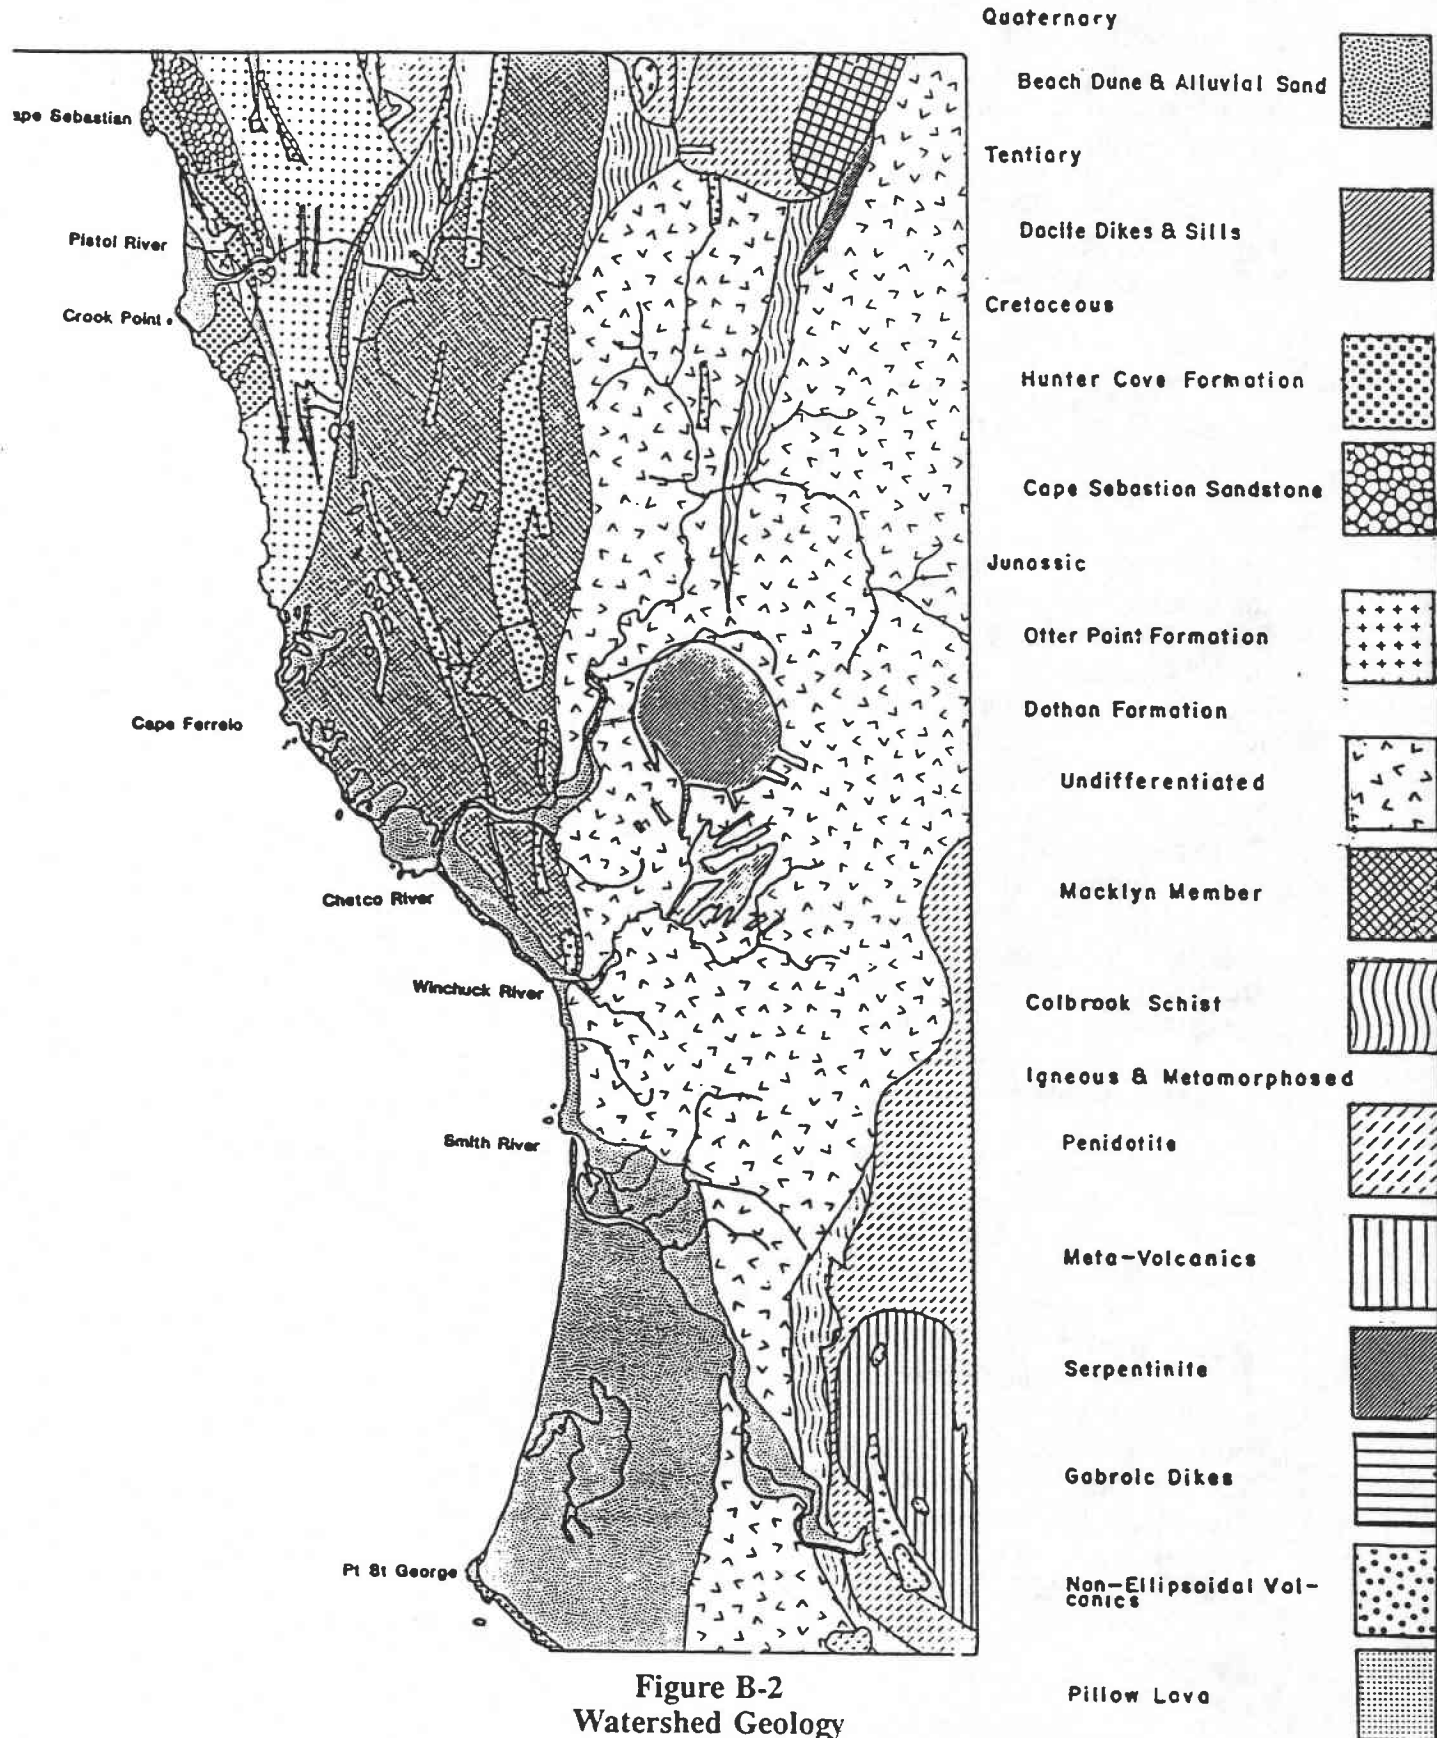 Quaternary
Beach Dune & Alluvial Sand
Tentiary
Dacite Dikes & Sills
Cretaceous
Hunter Cove Formation
Cape Sebastion Sandstone
Junassic
Otter Point Formation
Dothan Formation
Undifferentiated
Macklyn Member
Colbrook Schist
Igneous & Metamorphosed
Penidotite
Meta-Volcanics
Serpentinite
Gabroic Dikes
Non-Ellipsoidal Vol-
canics
Pillow Lava
ape Sebastian
Pistol River
Crook Point
Cape Ferrelo
Chetco River
Winchuck River
Smith River
Pt St George
Figure B-2
Watershed Geology